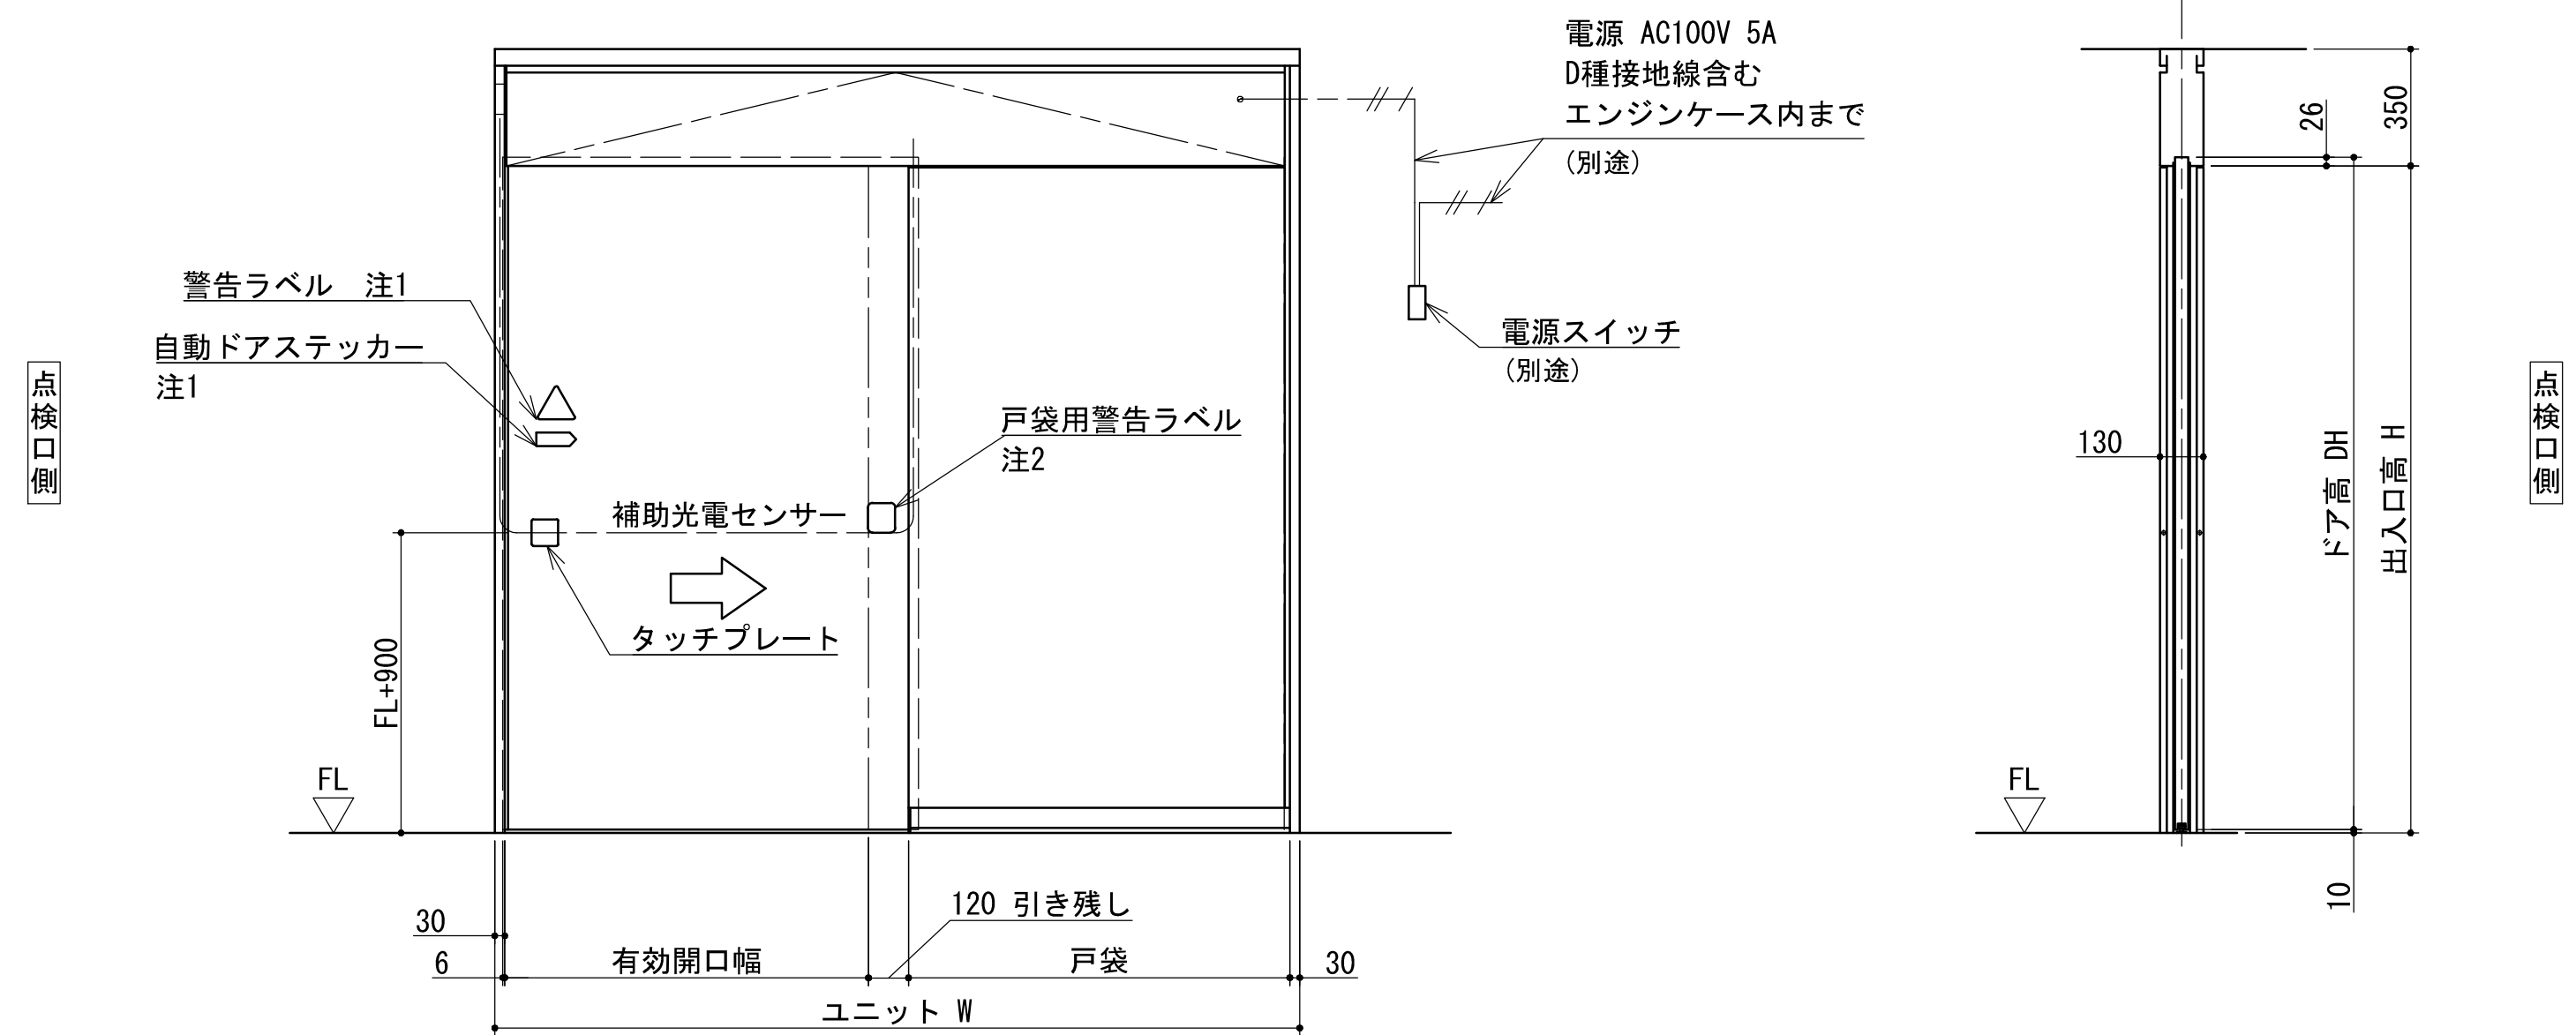 電源 AC100V 5A
D種接地線含む
エンジンケース内まで
(別途)
350
26
警告ラベル 注1
自動ドアステッカー
注1
電源スイッチ
(別途)
点検口側
点検口側
戸袋用警告ラベル
注2
130
ドア高 DH
出入口高 H
補助光電センサー
タッチプレート
FL+900
FL
FL
10
120 引き残し
30
6
有効開口幅
戸袋
30
ユニット W